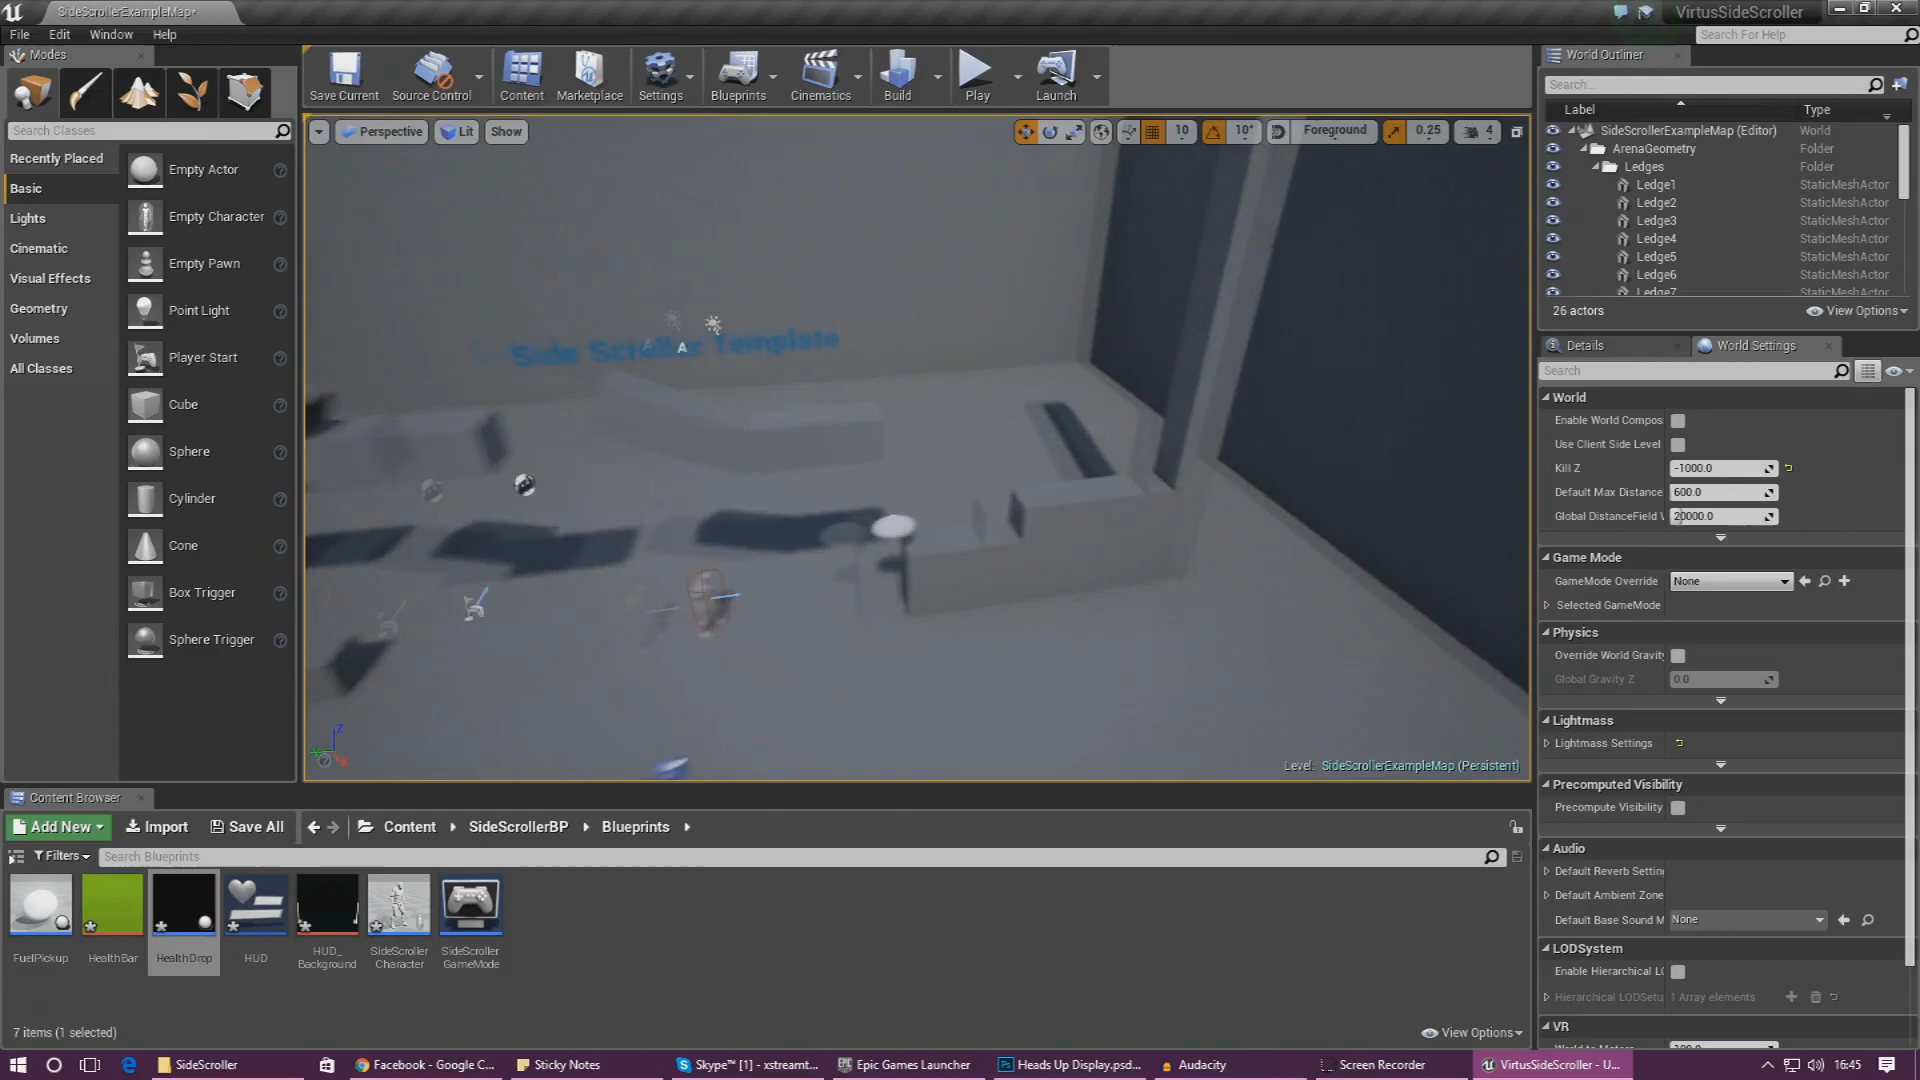 SideScrollerExampleMap*
VirtusSideScroller
File Edit Window Help
Search For Help
Modes
Search Classes
Recently Placed
Basic
Lights
Cinematic
Visual Effects
Geometry
Volumes
All Classes
Empty Actor
Empty Character
Empty Pawn
Point Light
Player Start
Cube
Sphere
Cylinder
Cone
Box Trigger
Sphere Trigger
Save Current
Source Control
Content
Marketplace
Settings
Blueprints
Cinematics
Build
Play
Launch
Perspective Lit Show
10 10° Foreground 0.25 4
Side Scroller Template
A
Z
X
Level: SideScrollerExampleMap (Persistent)
World Outliner
Search...
Label Type
SideScrollerExampleMap (Editor) World
ArenaGeometry Folder
Ledges Folder
Ledge1 StaticMeshActor
Ledge2 StaticMeshActor
Ledge3 StaticMeshActor
Ledge4 StaticMeshActor
Ledge5 StaticMeshActor
Ledge6 StaticMeshActor
Ledge7 StaticMeshActor
26 actors View Options
Details World Settings
Search
World
Enable World Compos
Use Client Side Level
Kill Z -1000.0
Default Max Distance 600.0
Global DistanceField V 20000.0
Game Mode
GameMode Override None
Selected GameMode
Physics
Override World Gravity
Global Gravity Z 0.0
Lightmass
Lightmass Settings
Precomputed Visibility
Precompute Visibility
Audio
Default Reverb Setting
Default Ambient Zone
Default Base Sound M None
LODSystem
Enable Hierarchical LO
Hierarchical LODSetu 1 Array elements
VR
Content Browser
Add New Import Save All Content SideScrollerBP Blueprints
Filters Search Blueprints
FuelPickup
HealthBar
HealthDrop
HUD
HUD_
Background
SideScroller
Character
SideScroller
GameMode
7 items (1 selected)
View Options
SideScroller
Facebook - Google C...
Sticky Notes
Skype™ [1] - xstreamt...
Epic Games Launcher
Heads Up Display.psd...
Audacity
Screen Recorder
VirtusSideScroller - U...
16:45